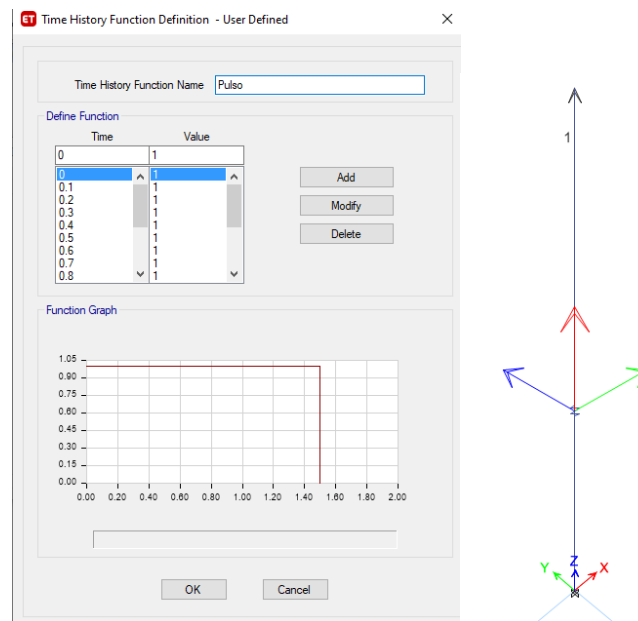 ET Time History Function Definition - User Defined
Time History Function Name Pulso
Define Function
Time Value
0 1
0 1
0.1 1
0.2 1
0.3 1
0.4 1
0.5 1
0.6 1
0.7 1
0.8 1
Add
Modify
Delete
Function Graph
1.05
0.90
0.75
0.60
0.45
0.30
0.15
0.00
0.00 0.20 0.40 0.60 0.80 1.00 1.20 1.40 1.60 1.80 2.00
OK Cancel
1
Y Z X